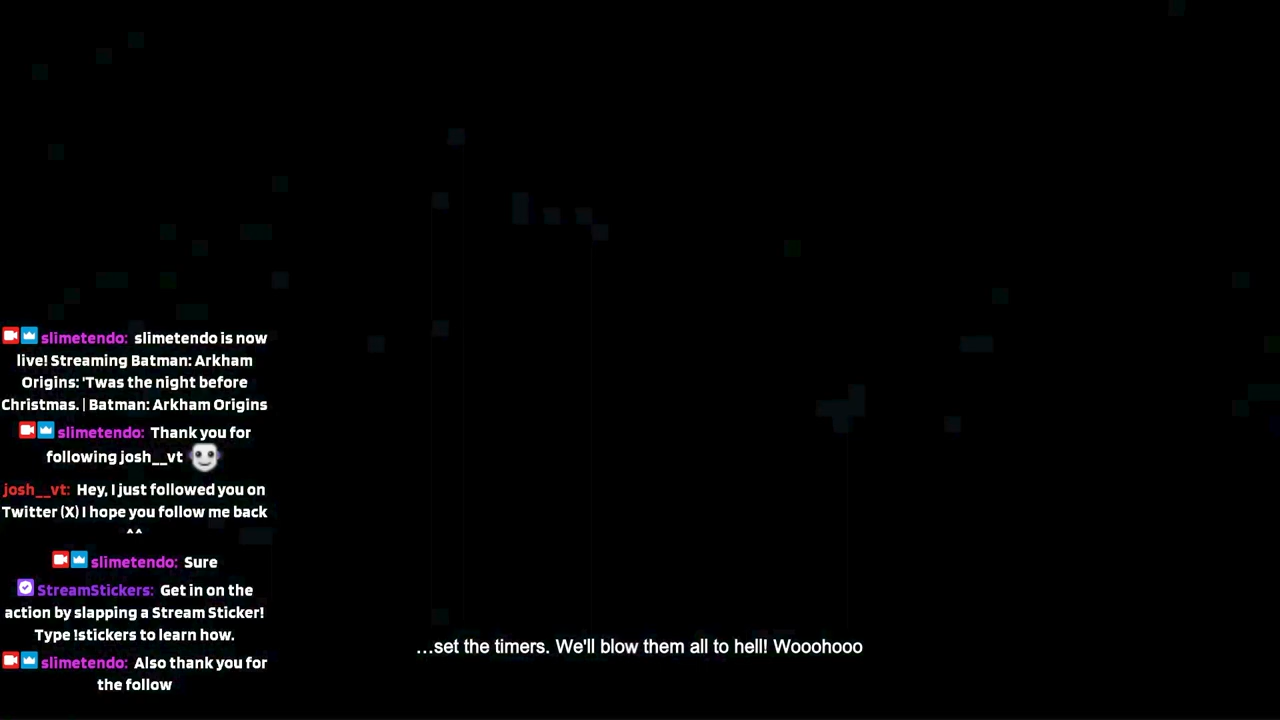 slimetendo: slimetendo is now
live! Streaming Batman: Arkham
Origins: 'Twas the night before
Christmas. | Batman: Arkham Origins
slimetendo: Thank you for
following josh__vt
josh__vt: Hey, I just followed you on
Twitter (X) I hope you follow me back
^^
slimetendo: Sure
StreamStickers: Get in on the
action by slapping a Stream Sticker!
Type !stickers to learn how.
slimetendo: Also thank you for
the follow
...set the timers. We'll blow them all to hell! Wooohooo